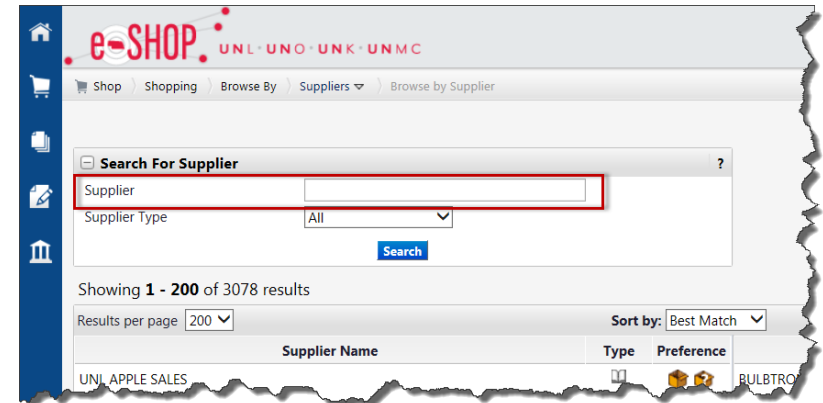 e-SHOP. UNL·UNO·UNK·UNMC
Shop Shopping Browse By Suppliers Browse by Supplier
Search For Supplier ?
Supplier
Supplier Type All
Search
Showing 1 - 200 of 3078 results
Results per page 200 Sort by: Best Match
Supplier Name Type Preference
UNL APPLE SALES BULBTRO